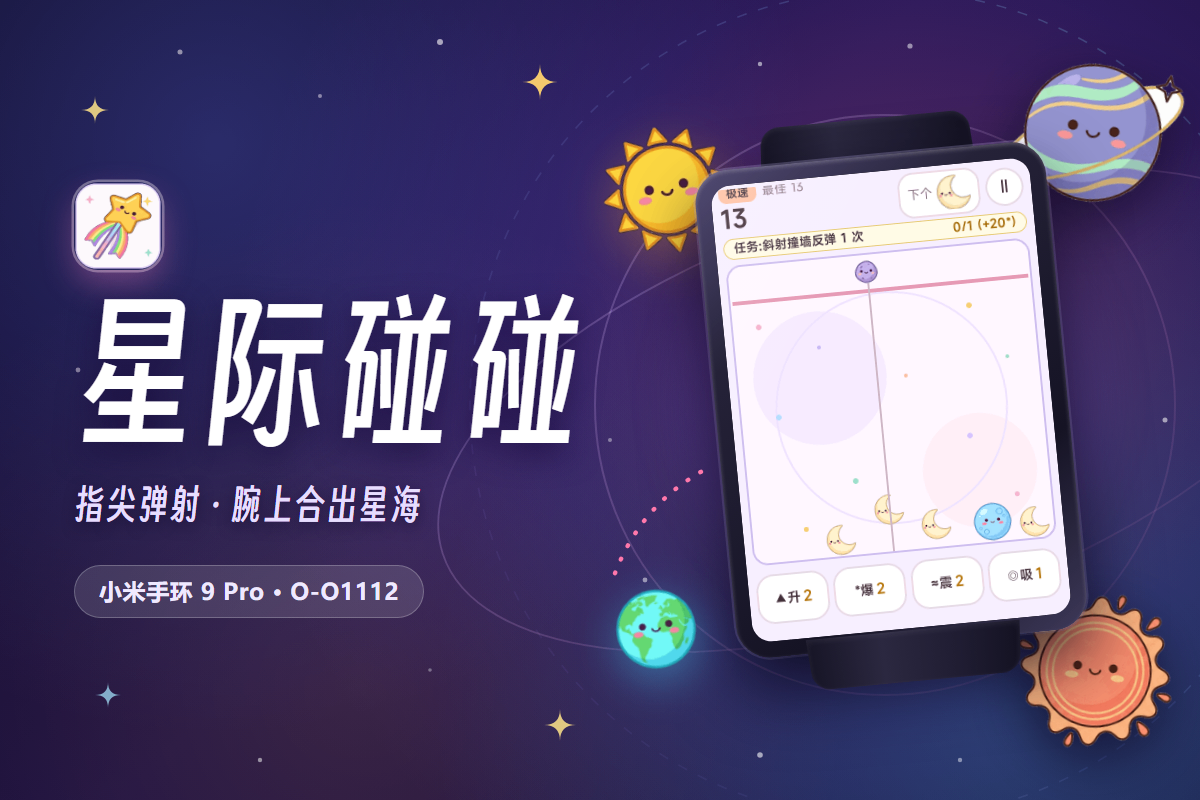 星际碰碰
指尖弹射 · 腕上合出星海
小米手环 9 Pro • O-O1112
极速 最佳 13
下个
13
任务:斜射撞墙反弹 1 次 0/1 (+20*)
▲升 2
*爆 2
≈震 2
◎吸 1